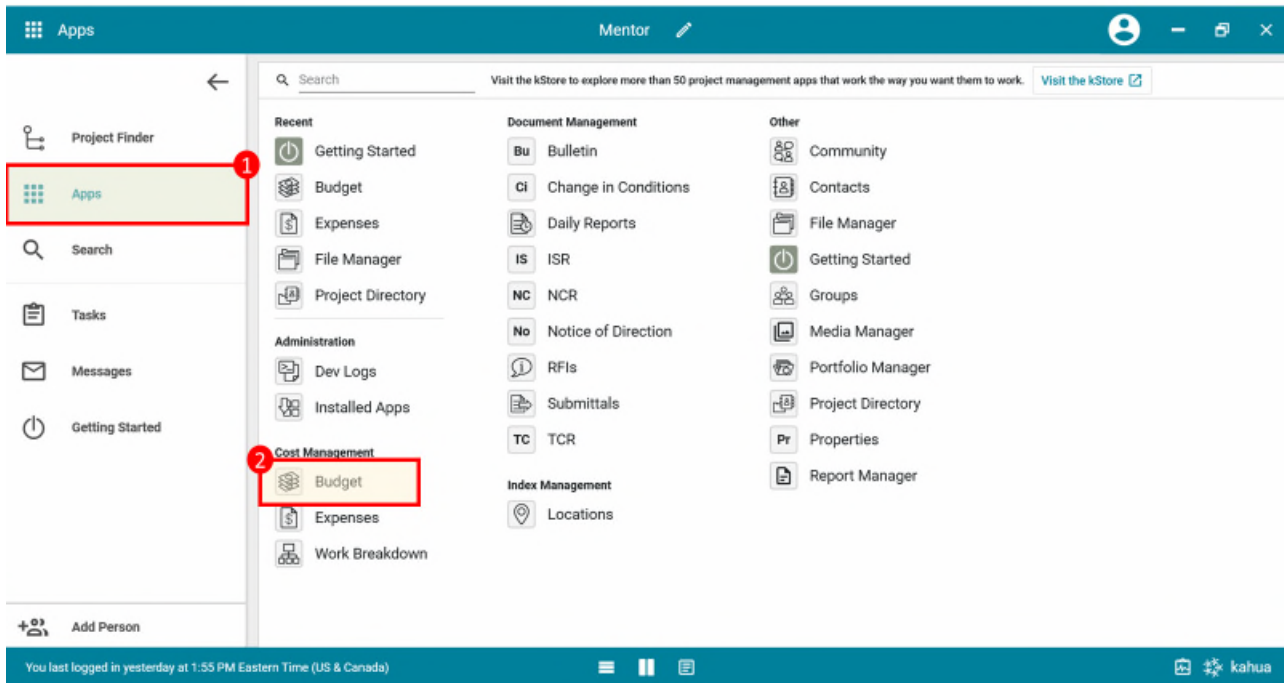 Apps
Mentor
Project Finder
1
Apps
Search
Tasks
Messages
Getting Started
Add Person
Search
Visit the kStore to explore more than 50 project management apps that work the way you want them to work.
Visit the kStore
Recent
Getting Started
Budget
Expenses
File Manager
Project Directory
Administration
Dev Logs
Installed Apps
2
Cost Management
Budget
Expenses
Work Breakdown
Document Management
Bu Bulletin
Ci Change in Conditions
Daily Reports
IS ISR
NC NCR
No Notice of Direction
RFIs
Submittals
TC TCR
Index Management
Locations
Other
Community
Contacts
File Manager
Getting Started
Groups
Media Manager
Portfolio Manager
Project Directory
Pr Properties
Report Manager
You last logged in yesterday at 1:55 PM Eastern Time (US & Canada)
kahua